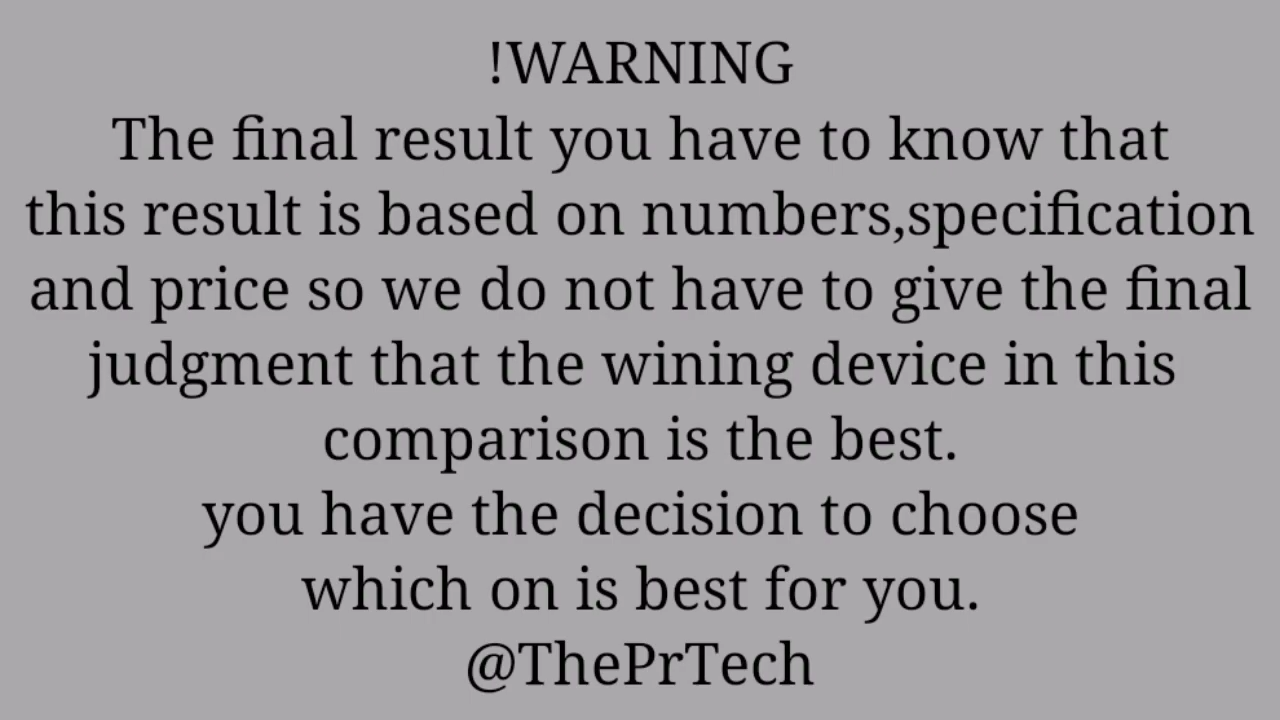 !WARNING
The final result you have to know that
this result is based on numbers,specification
and price so we do not have to give the final
judgment that the wining device in this
comparison is the best.
you have the decision to choose
which on is best for you.
@ThePrTech